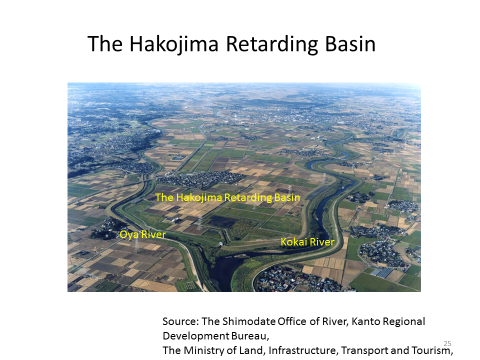 The Hakojima Retarding Basin
The Hakojima Retarding Basin
Oya River
Kokai River
Source: The Shimodate Office of River, Kanto Regional
Development Bureau,
The Ministry of Land, Infrastructure, Transport and Tourism,
25